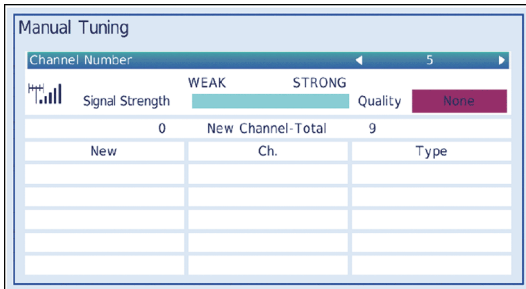 Manual Tuning
Channel Number 5
WEAK STRONG
Signal Strength Quality None
0 New Channel-Total 9
New Ch. Type